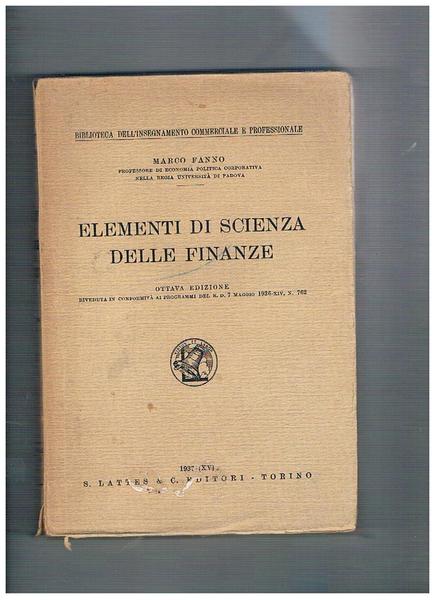 BIBLIOTECA DELL'INSEGNAMENTO COMMERCIALE E PROFESSIONALE
MARCO FANNO
PROFESSORE DI ECONOMIA POLITICA CORPORATIVA
NELLA REGIA UNIVERSITÀ DI PADOVA
ELEMENTI DI SCIENZA
DELLE FINANZE
OTTAVA EDIZIONE
RIVEDUTA IN CONFORMITÀ AI PROGRAMMI DEL R. D. 7 MAGGIO 1936-XIV, N. 762
1937 (XV)
S. LATTES & C. EDITORI - TORINO